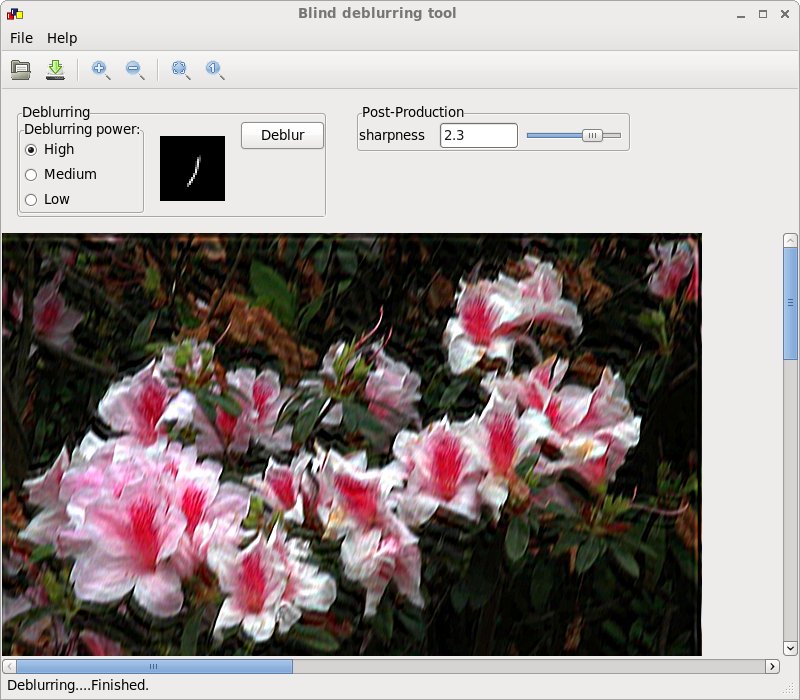 Blind deblurring tool
File Help
Deblurring
Deblurring power:
High
Medium
Low
Deblur
Post-Production
sharpness 2.3
Deblurring....Finished.